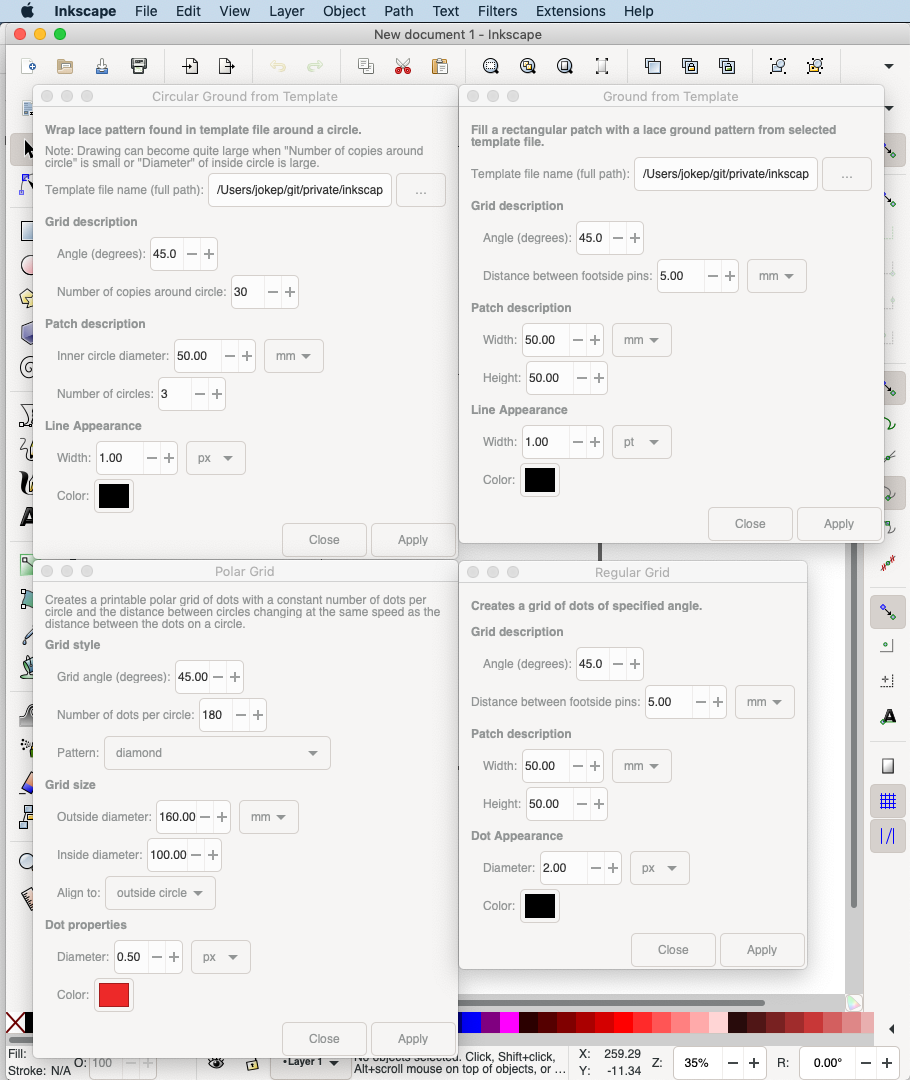 Inkscape File Edit View Layer Object Path Text Filters Extensions Help
New document 1 - Inkscape
Circular Ground from Template
Wrap lace pattern found in template file around a circle.
Note: Drawing can become quite large when "Number of copies around
circle" is small or "Diameter" of inside circle is large.
Template file name (full path): /Users/jokep/git/private/inkscap ...
Grid description
Angle (degrees): 45.0
Number of copies around circle: 30
Patch description
Inner circle diameter: 50.00 mm
Number of circles: 3
Line Appearance
Width: 1.00 px
Color:
Close Apply
Ground from Template
Fill a rectangular patch with a lace ground pattern from selected
template file.
Template file name (full path): /Users/jokep/git/private/inkscap ...
Grid description
Angle (degrees): 45.0
Distance between footside pins: 5.00 mm
Patch description
Width: 50.00 mm
Height: 50.00
Line Appearance
Width: 1.00 pt
Color:
Close Apply
Polar Grid
Creates a printable polar grid of dots with a constant number of dots per
circle and the distance between circles changing at the same speed as the
distance between the dots on a circle.
Grid style
Grid angle (degrees): 45.00
Number of dots per circle: 180
Pattern: diamond
Grid size
Outside diameter: 160.00 mm
Inside diameter: 100.00
Align to: outside circle
Dot properties
Diameter: 0.50 px
Color:
Close Apply
Regular Grid
Creates a grid of dots of specified angle.
Grid description
Angle (degrees): 45.0
Distance between footside pins: 5.00 mm
Patch description
Width: 50.00 mm
Height: 50.00
Dot Appearance
Diameter: 2.00 px
Color:
Close Apply
Fill:
Stroke: N/A
O: 100
•Layer 1
No objects selected. Click, Shift+click,
Alt+scroll mouse on top of objects, or ...
X: 259.29
Y: -11.34
Z: 35%
R: 0.00°